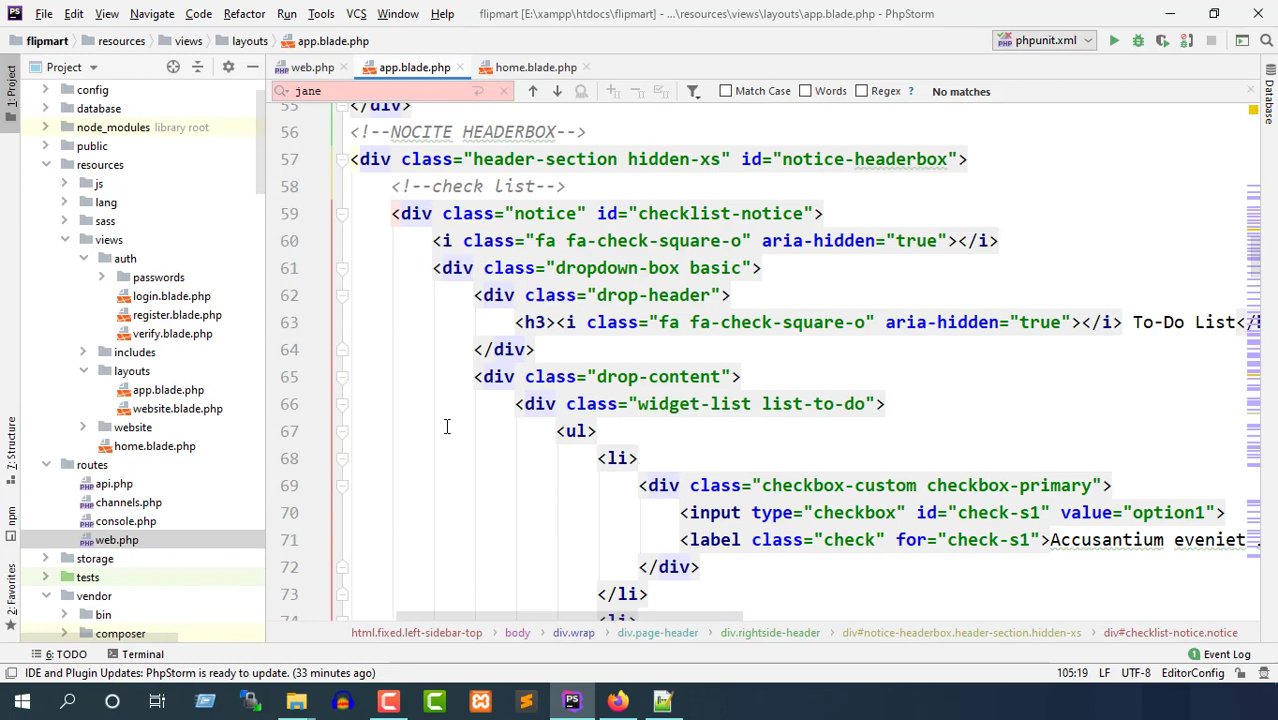 File Edit View Navigate Code Refactor Run Tools VCS Window Help flipmart [E:\xampp\htdocs\flipmart] - ...\resources\views\layouts\app.blade.php - PhpStorm
flipmart resources views layouts app.blade.php phpunit.xml
Project web.php app.blade.php home.blade.php
jane Match Case Words Regex ? No matches
1: Project
Database
config
database
node_modules library root
public
resources
js
lang
sass
views
auth
passwords
login.blade.php
register.blade.php
verify.blade.php
includes
layouts
app.blade.php
website.blade.php
website
home.blade.php
routes
api.php
channels.php
console.php
web.php
storage
tests
vendor
bin
composer
Z: Structure
npm
2: Favorites
55 </div>
56 <!--NOCITE HEADERBOX-->
57 <div class="header-section hidden-xs" id="notice-headerbox">
58 <!--check list-->
59 <div class="notice" id="checklist-notice">
60 <i class="fa fa-check-square-o" aria-hidden="true"></i>
61 <div class="dropdown-box basic">
62 <div class="drop-header">
63 <h3><i class="fa fa-check-square-o" aria-hidden="true"></i> To-Do List</
64 </div>
65 <div class="drop-content">
66 <div class="widget-list list-to-do">
67 <ul>
68 <li>
69 <div class="checkbox-custom checkbox-primary">
70 <input type="checkbox" id="check-s1" value="option1">
71 <label class="check" for="check-s1">Accusantium eveniet
72 </div>
73 </li>
74 <li>
html.fixed.left-sidebar-top body div.wrap div.page-header div.rightside-header div#notice-headerbox.header-section.hidden-xs div#checklist-notice.notice
6: TODO Terminal Event Log
IDE and Plugin Updates: PhpStorm is ready to update. (33 minutes ago) 105:19 LF UTF-8 EditorConfig